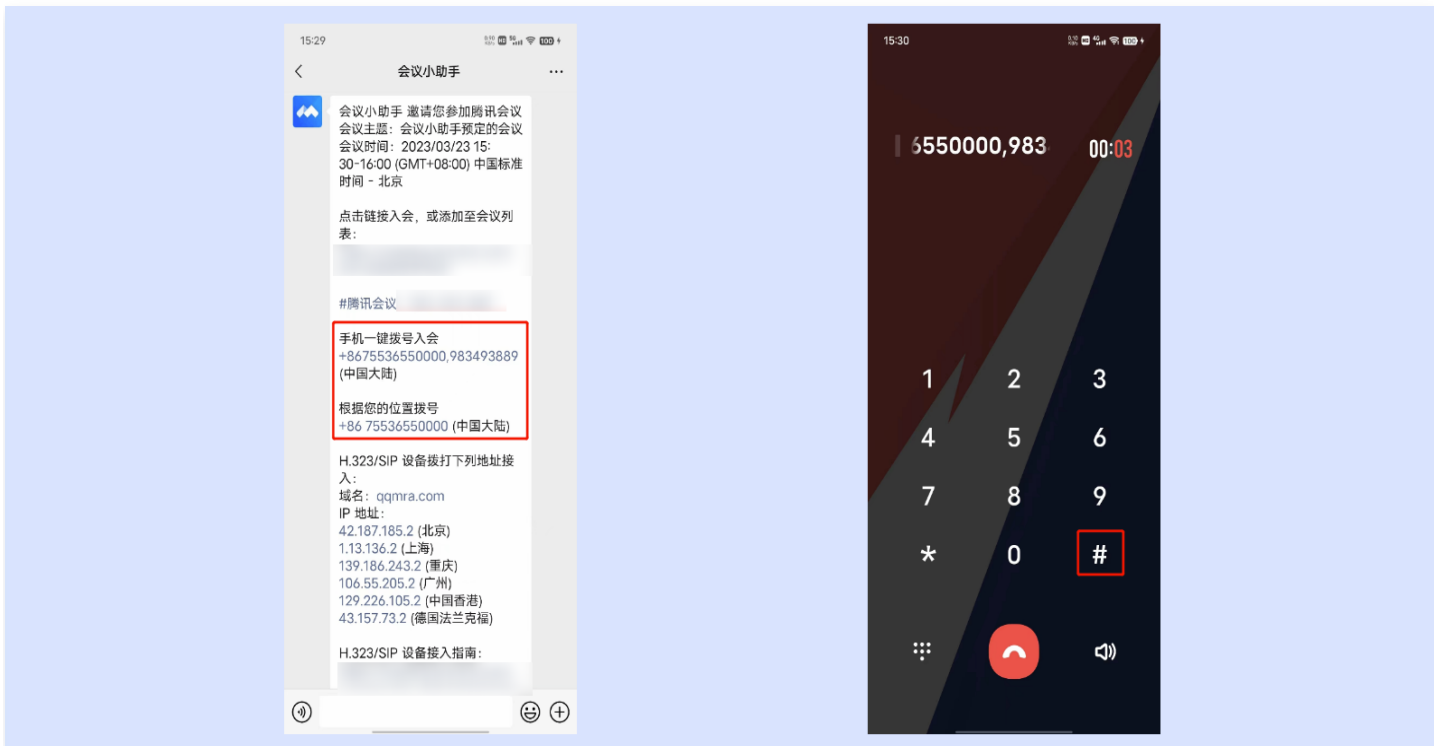 15:29
会议小助手
会议小助手 邀请您参加腾讯会议
会议主题：会议小助手预定的会议
会议时间：2023/03/23 15:
30-16:00 (GMT+08:00) 中国标准
时间 - 北京
点击链接入会，或添加至会议列
表：
#腾讯会议
手机一键拨号入会
+8675536550000,983493889
(中国大陆)
根据您的位置拨号
+86 75536550000 (中国大陆)
H.323/SIP 设备拨打下列地址接
入：
域名：qqmra.com
IP 地址：
42.187.185.2 (北京)
1.13.136.2 (上海)
139.186.243.2 (重庆)
106.55.205.2 (广州)
129.226.105.2 (中国香港)
43.157.73.2 (德国法兰克福)
H.323/SIP 设备接入指南：
15:30
6550000,983
00:03
1 2 3
4 5 6
7 8 9
* 0 #